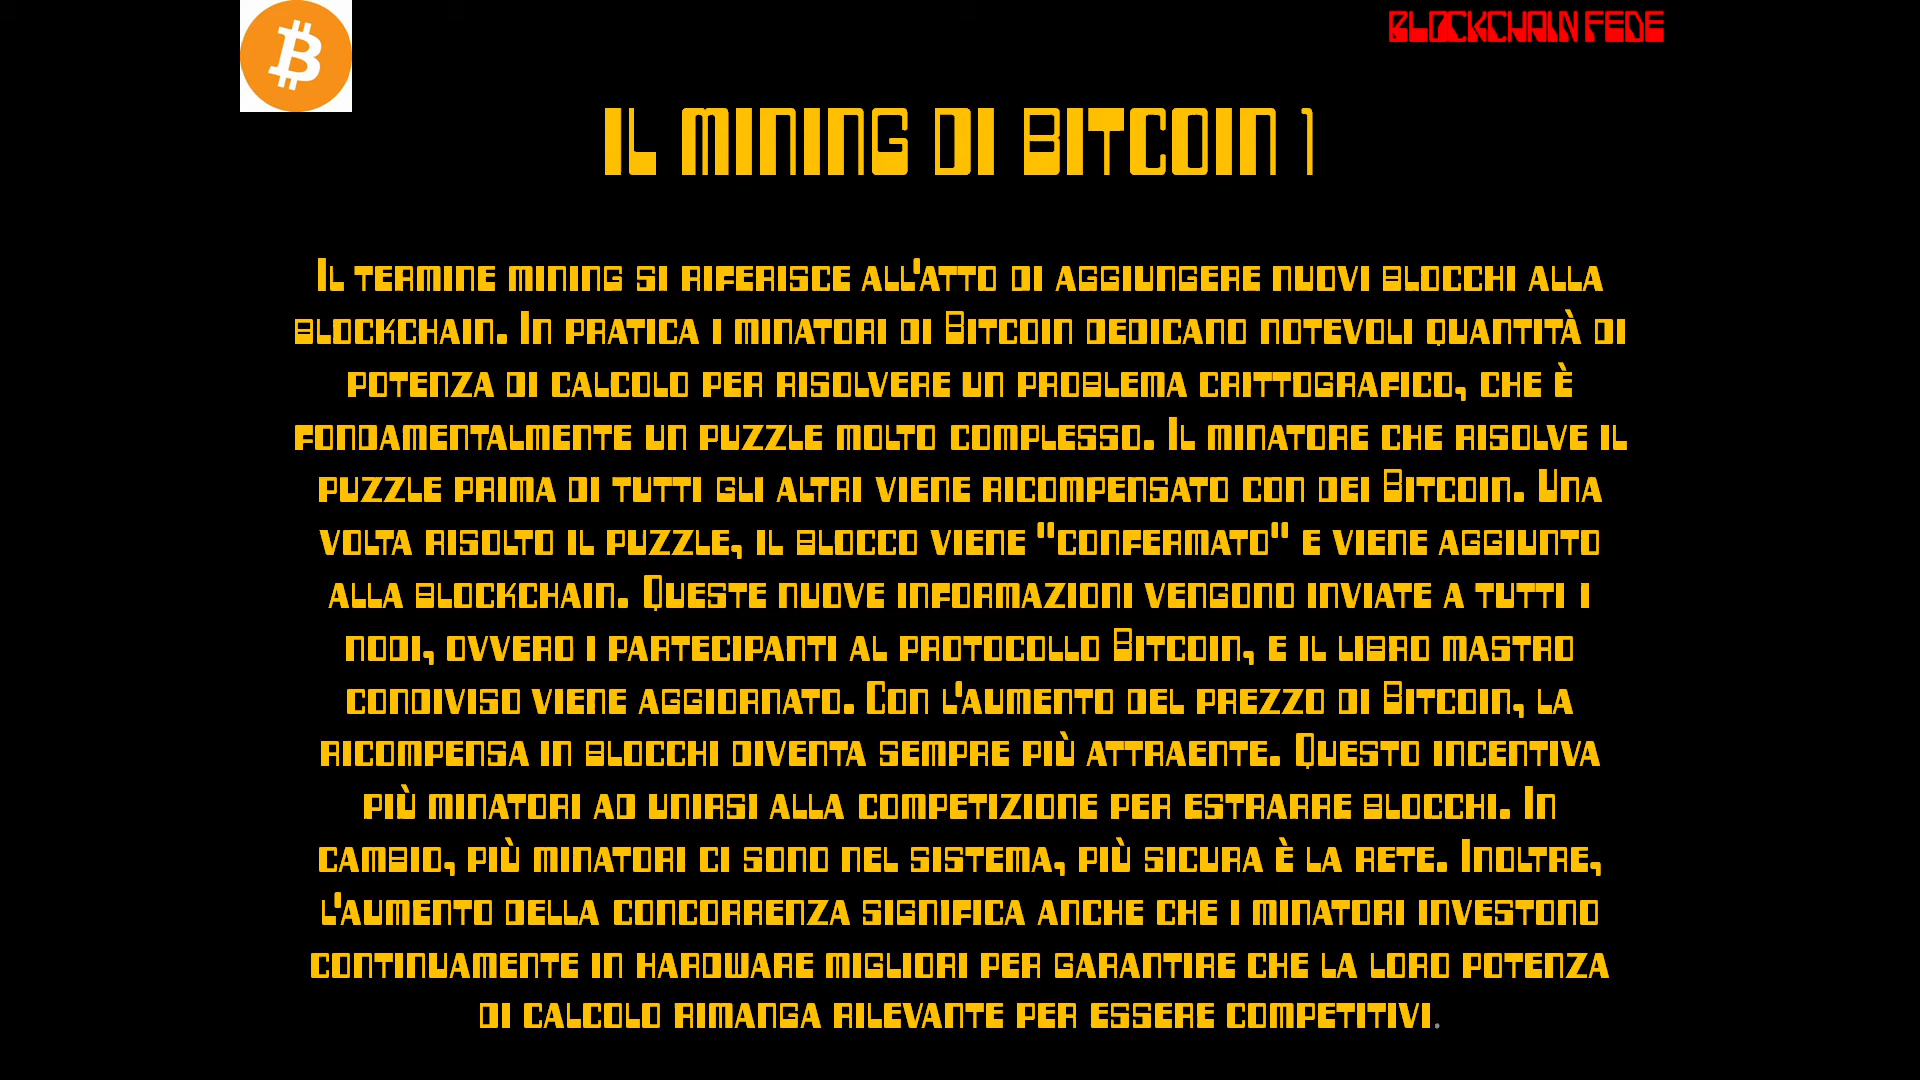 BLOCKCHAIN FEDE
IL MINING DI BITCOIN 1
Il termine mining si riferisce all'atto di aggiungere nuovi blocchi alla
blockchain. In pratica i minatori di Bitcoin dedicano notevoli quantità di
potenza di calcolo per risolvere un problema crittografico, che è
fondamentalmente un puzzle molto complesso. Il minatore che risolve il
puzzle prima di tutti gli altri viene ricompensato con dei Bitcoin. Una
volta risolto il puzzle, il blocco viene "confermato" e viene aggiunto
alla blockchain. Queste nuove informazioni vengono inviate a tutti i
nodi, ovvero i partecipanti al protocollo Bitcoin, e il libro mastro
condiviso viene aggiornato. Con l'aumento del prezzo di Bitcoin, la
ricompensa in blocchi diventa sempre più attraente. Questo incentiva
più minatori ad unirsi alla competizione per estrarre blocchi. In
cambio, più minatori ci sono nel sistema, più sicura è la rete. Inoltre,
l'aumento della concorrenza significa anche che i minatori investono
continuamente in hardware migliori per garantire che la loro potenza
di calcolo rimanga rilevante per essere competitivi.